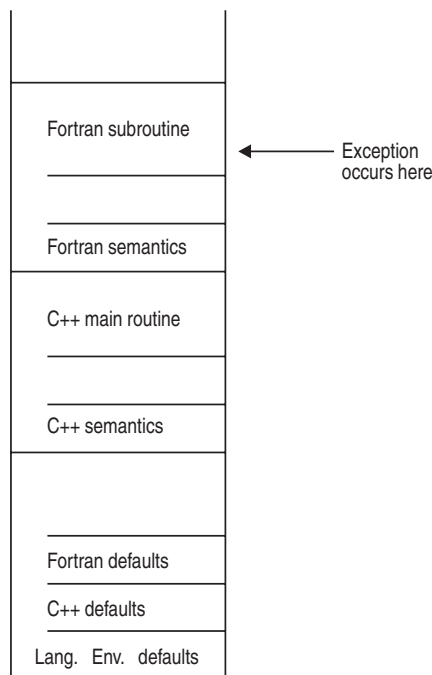 Fortran subroutine
Exception
occurs here
Fortran semantics
C++ main routine
C++ semantics
Fortran defaults
C++ defaults
Lang. Env. defaults